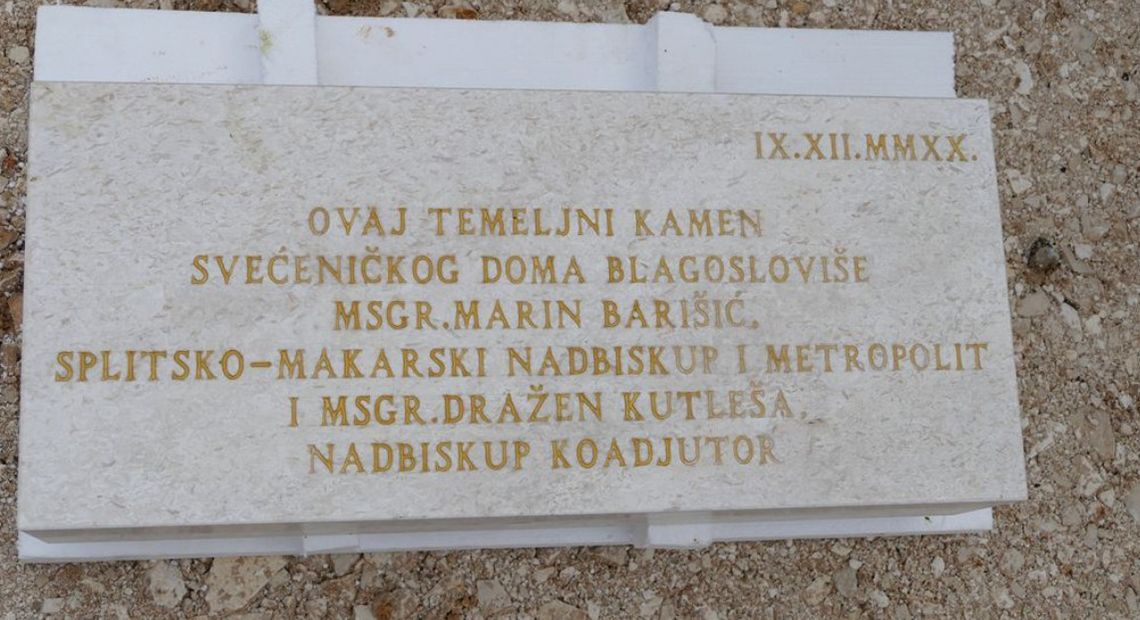 IX.XII.MMXX.
OVAJ TEMELJNI KAMEN
SVEĆENIČKOG DOMA BLAGOSLOVIŠE
MSGR.MARIN BARIŠIĆ,
SPLITSKO-MAKARSKI NADBISKUP I METROPOLIT
I MSGR.DRAŽEN KUTLEŠA,
NADBISKUP KOADJUTOR